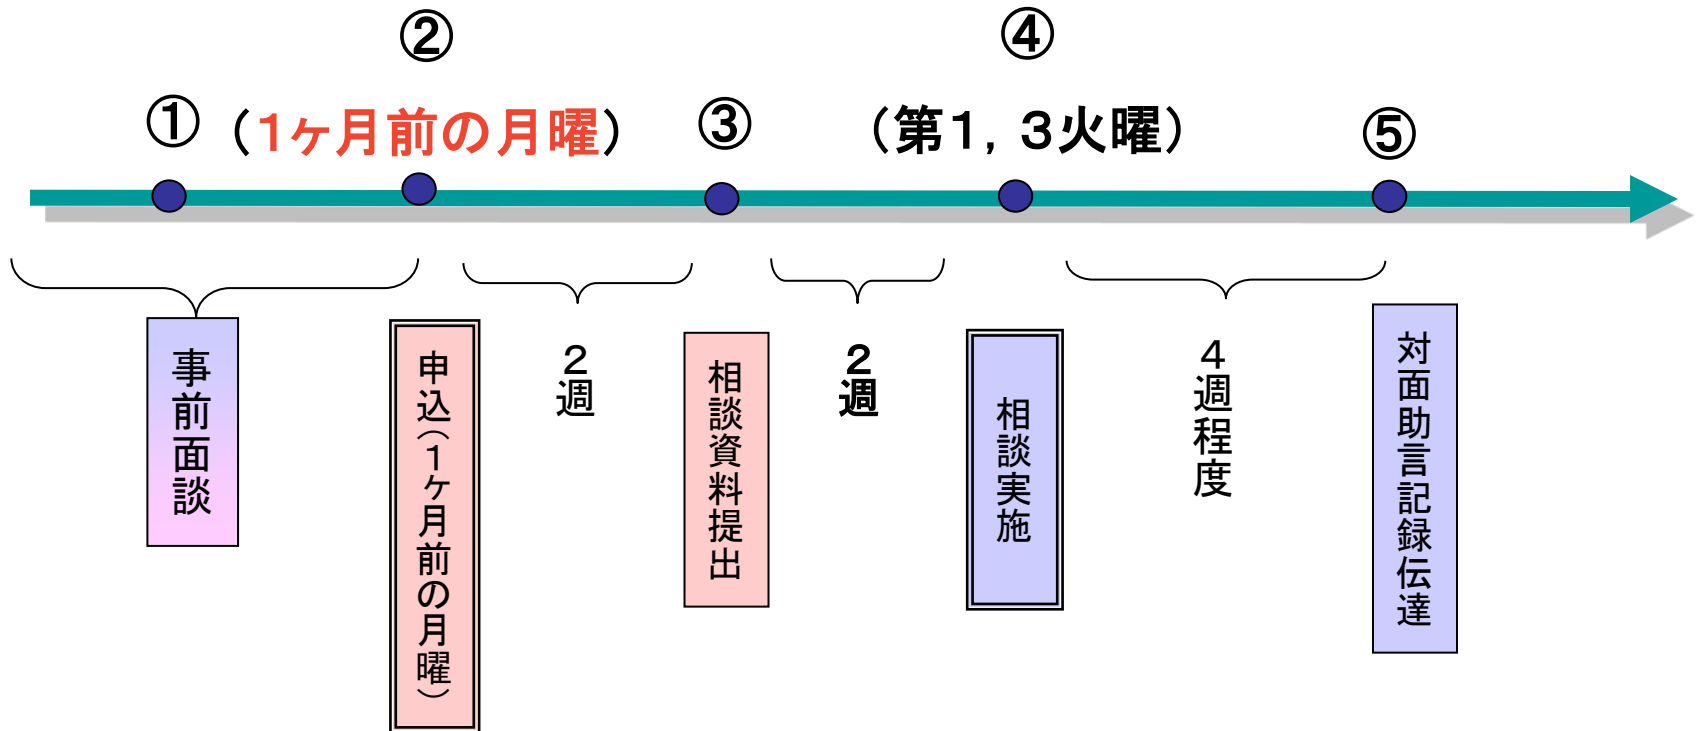 ②
④
①
（1ヶ月前の月曜）
③
（第1，3火曜）
⑤
事前面談
申込（1ヶ月前の月曜）
2週
相談資料提出
2週
相談実施
4週程度
対面助言記録伝達